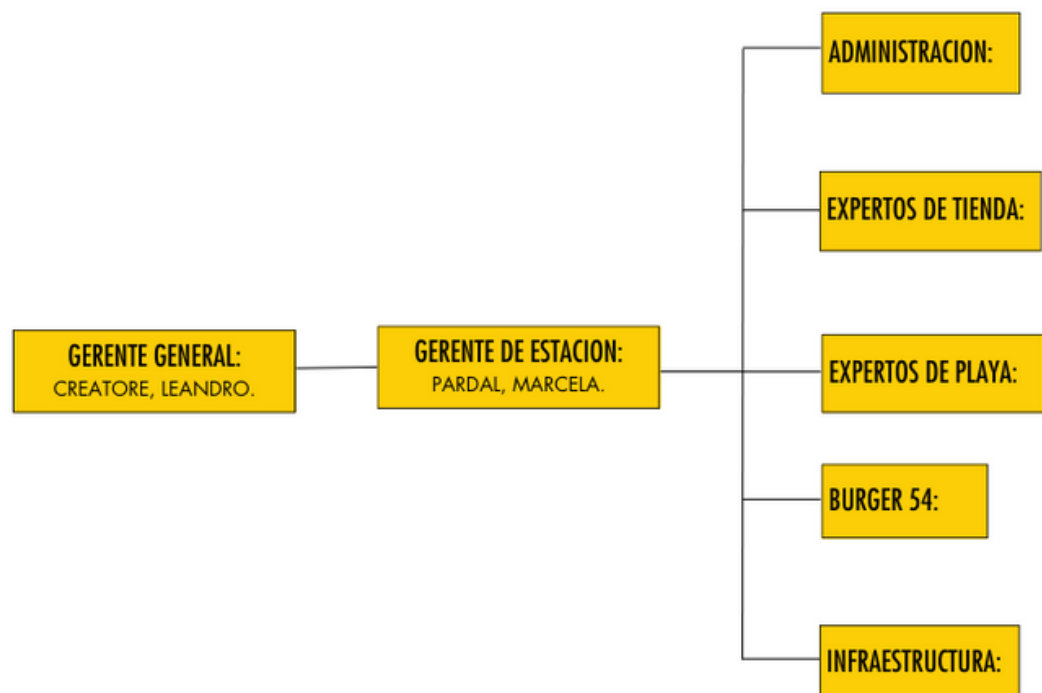 ADMINISTRACION:
EXPERTOS DE TIENDA:
GERENTE GENERAL:
CREATORE, LEANDRO.
GERENTE DE ESTACION:
PARDAL, MARCELA.
EXPERTOS DE PLAYA:
BURGER 54:
INFRAESTRUCTURA: